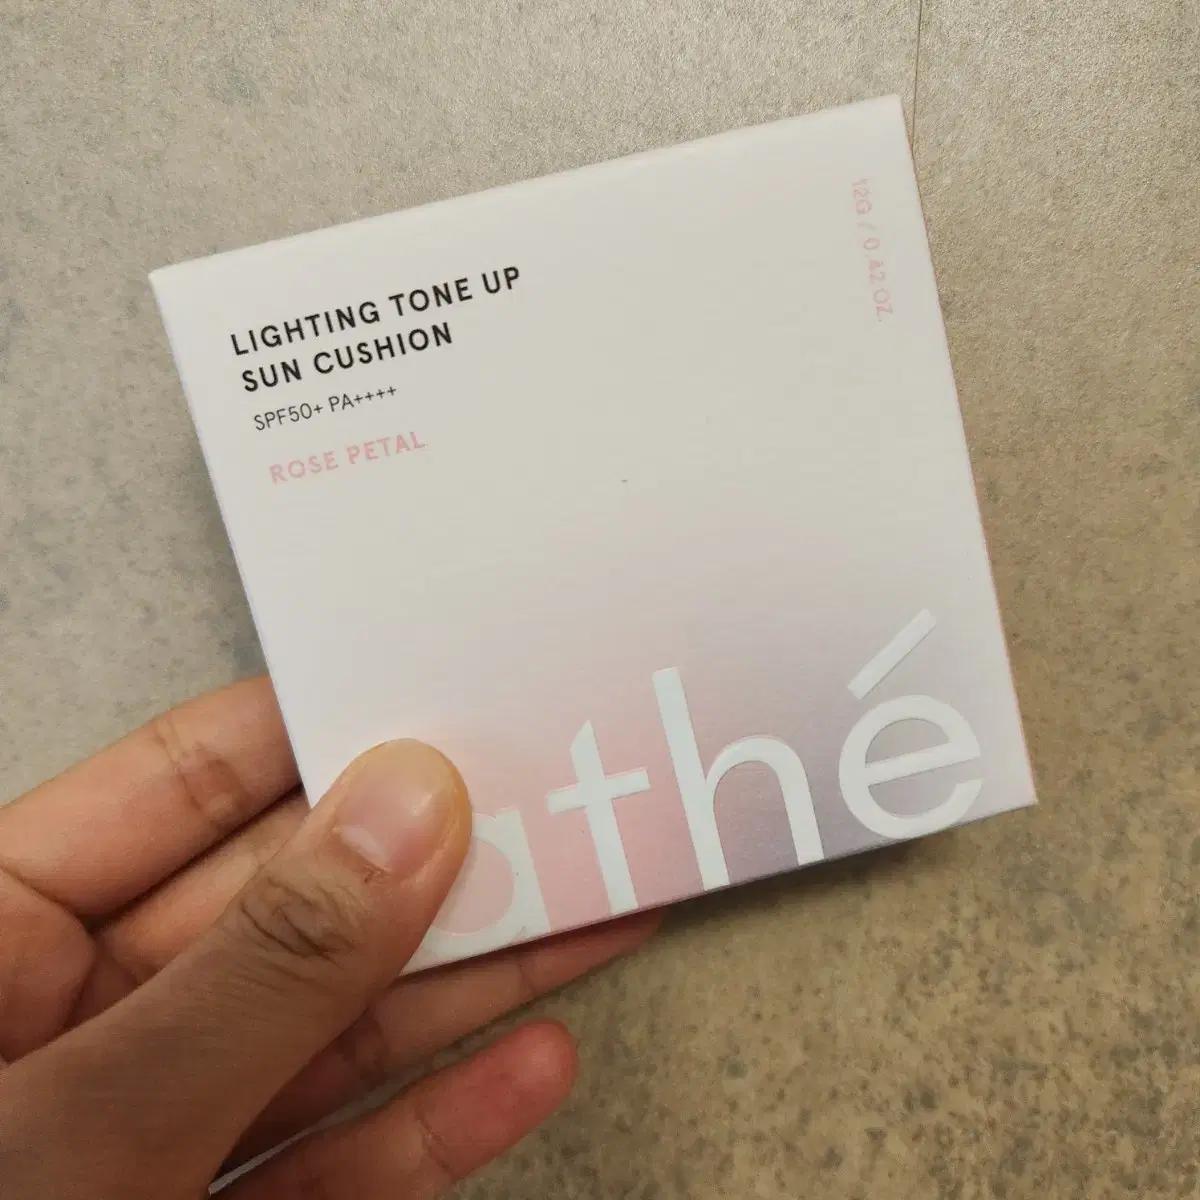 LIGHTING TONE UP
SUN CUSHION
SPF50+ PA++++
ROSE PETAL
12G / 0.42 OZ.
athé